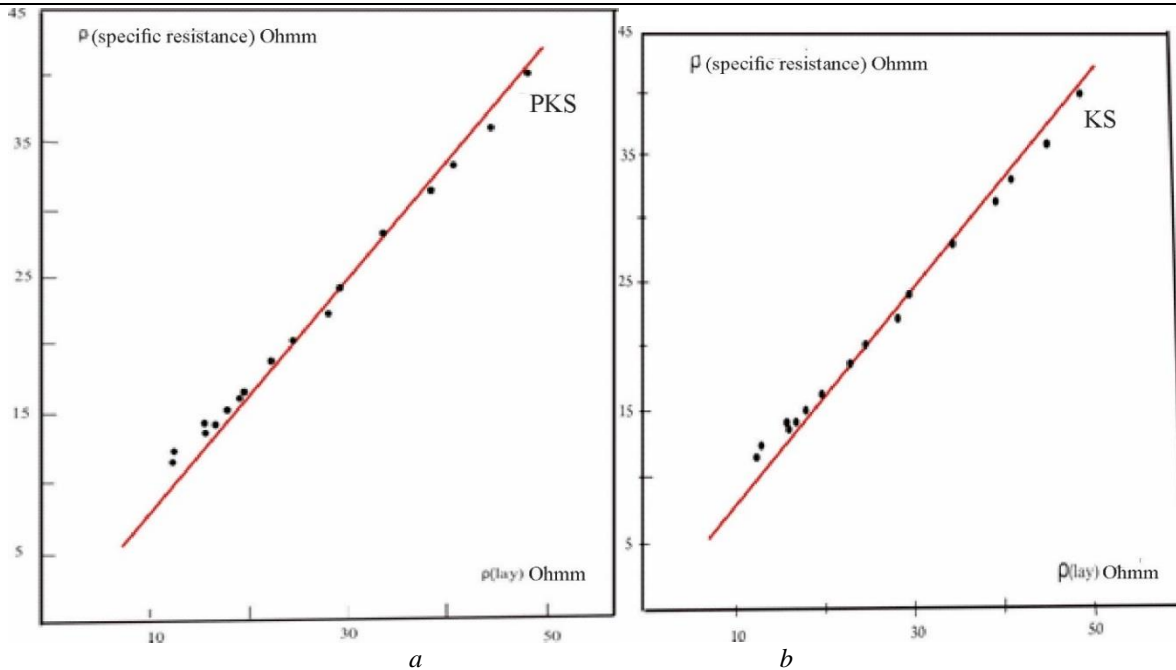 45
ρ (specific resistance) Ohmm
PKS
35
25
15
5
ρ(lay) Ohmm
10
30
50
a
45
ρ (specific resistance) Ohmm
KS
35
25
15
5
ρ(lay) Ohmm
10
30
50
b